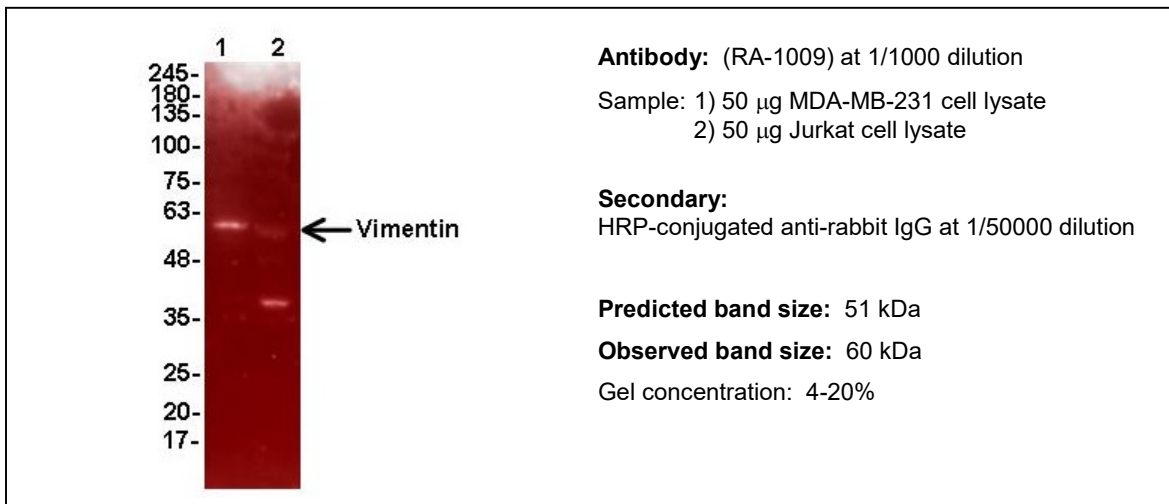 1 2
245-
180-
135-
100-
75-
63-
48-
35-
25-
20-
17-
Vimentin
Antibody: (RA-1009) at 1/1000 dilution
Sample: 1) 50 μg MDA-MB-231 cell lysate
2) 50 μg Jurkat cell lysate
Secondary:
HRP-conjugated anti-rabbit IgG at 1/50000 dilution
Predicted band size: 51 kDa
Observed band size: 60 kDa
Gel concentration: 4-20%